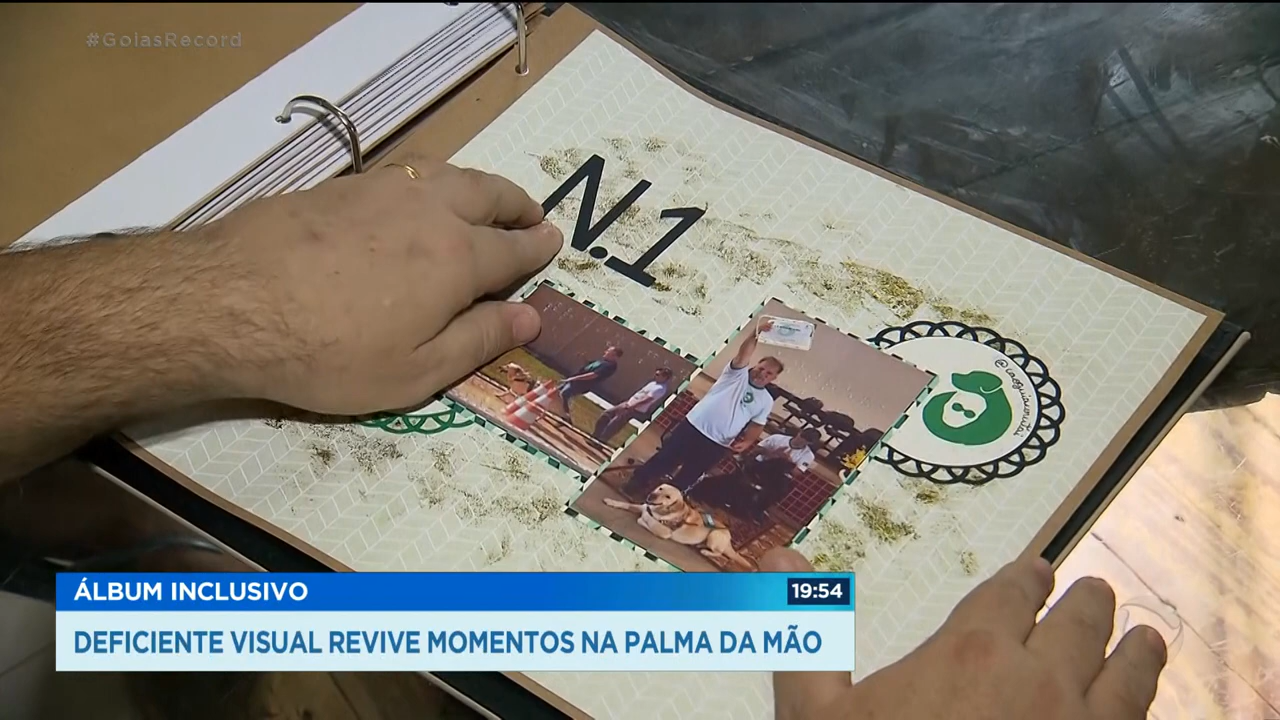 #GoiasRecord
N.1
ÁLBUM INCLUSIVO
19:54
DEFICIENTE VISUAL REVIVE MOMENTOS NA PALMA DA MÃO